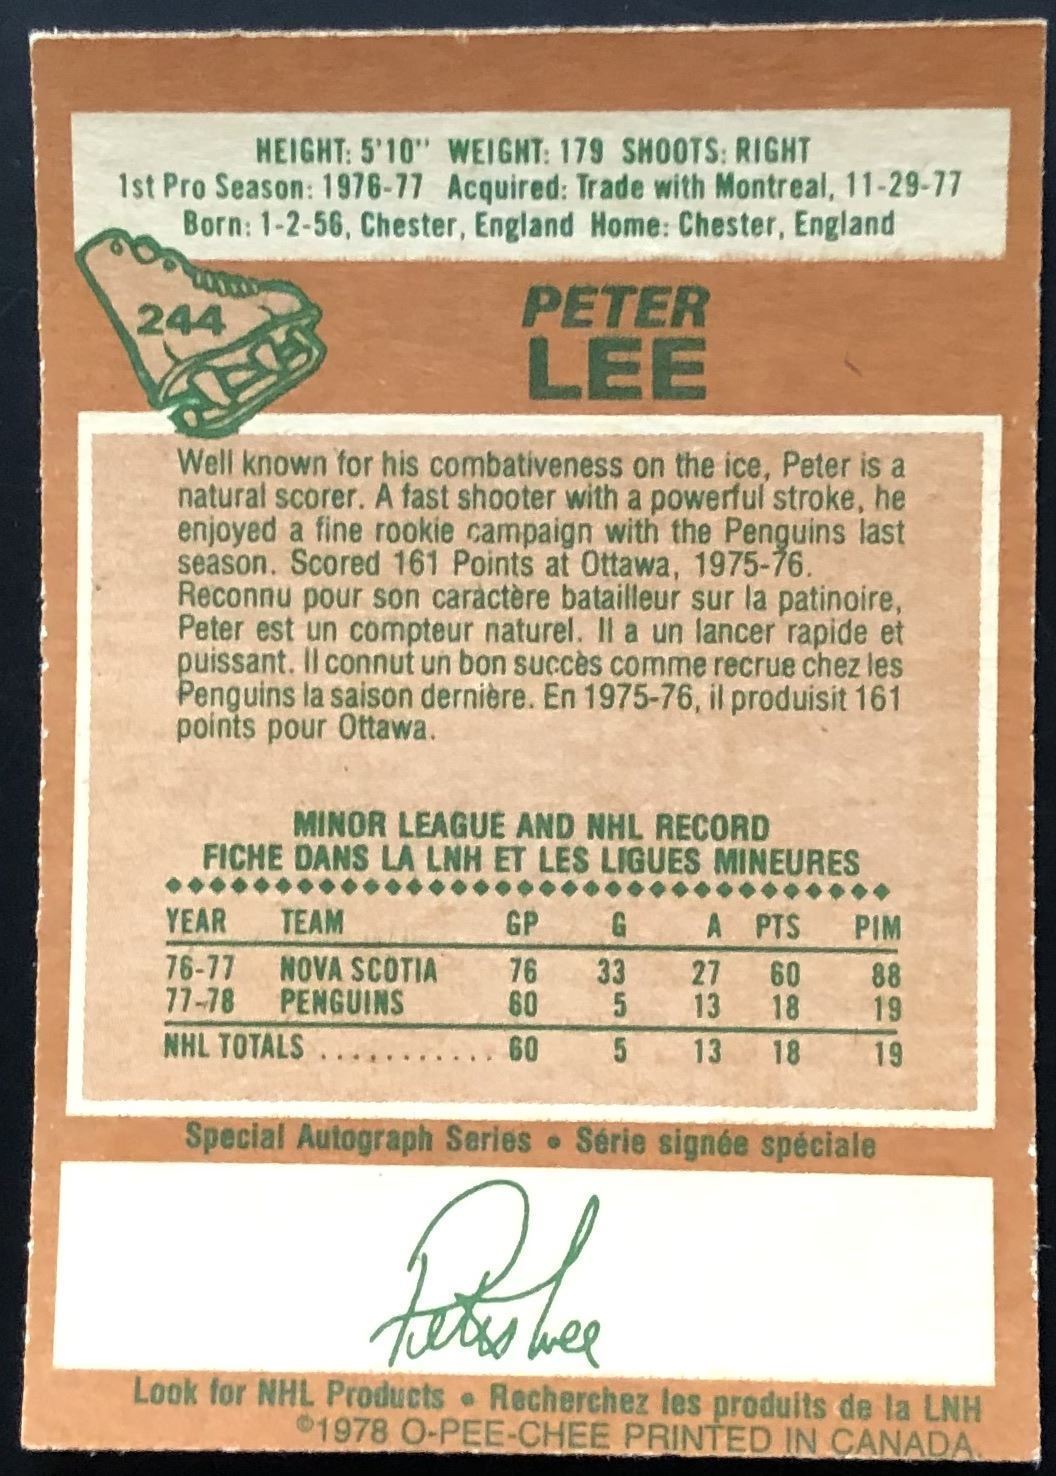 HEIGHT: 5'10" WEIGHT: 179 SHOOTS: RIGHT
1st Pro Season: 1976-77 Acquired: Trade with Montreal, 11-29-77
Born: 1-2-56, Chester, England Home: Chester, England
244
PETER
LEE
Well known for his combativeness on the ice, Peter is a
natural scorer. A fast shooter with a powerful stroke, he
enjoyed a fine rookie campaign with the Penguins last
season. Scored 161 Points at Ottawa, 1975-76.
Reconnu pour son caractère batailleur sur la patinoire,
Peter est un compteur naturel. Il a un lancer rapide et
puissant. Il connut un bon succès comme recrue chez les
Penguins la saison dernière. En 1975-76, il produisit 161
points pour Ottawa.
MINOR LEAGUE AND NHL RECORD
FICHE DANS LA LNH ET LES LIGUES MINEURES
YEAR TEAM GP G A PTS PIM
76-77 NOVA SCOTIA 76 33 27 60 88
77-78 PENGUINS 60 5 13 18 19
NHL TOTALS ........... 60 5 13 18 19
Special Autograph Series • Série signée spéciale
Peter Lee
Look for NHL Products • Recherchez les produits de la LNH
©1978 O-PEE-CHEE PRINTED IN CANADA.